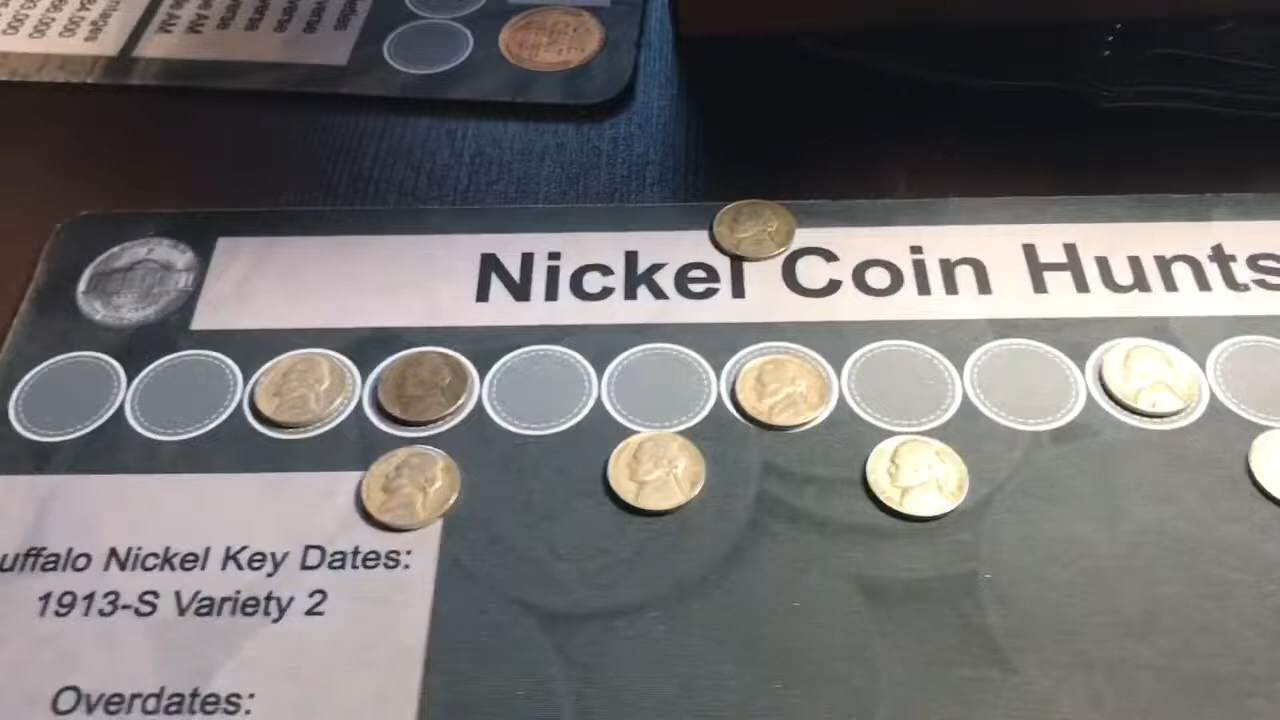 Nickel Coin Hunts
uffalo Nickel Key Dates:
1913-S Variety 2
Overdates: